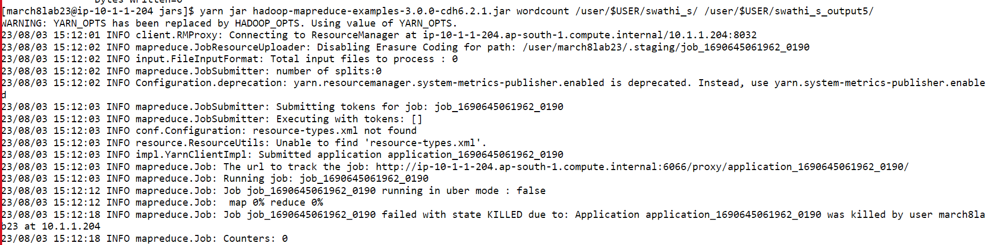 Bytes Written=0
[march8lab23@ip-10-1-1-204 jars]$ yarn jar hadoop-mapreduce-examples-3.0.0-cdh6.2.1.jar wordcount /user/$USER/swathi_s/ /user/$USER/swathi_s_output5/
WARNING: YARN_OPTS has been replaced by HADOOP_OPTS. Using value of YARN_OPTS.
23/08/03 15:12:01 INFO client.RMProxy: Connecting to ResourceManager at ip-10-1-1-204.ap-south-1.compute.internal/10.1.1.204:8032
23/08/03 15:12:02 INFO mapreduce.JobResourceUploader: Disabling Erasure Coding for path: /user/march8lab23/.staging/job_1690645061962_0190
23/08/03 15:12:02 INFO input.FileInputFormat: Total input files to process : 0
23/08/03 15:12:02 INFO mapreduce.JobSubmitter: number of splits:0
23/08/03 15:12:02 INFO Configuration.deprecation: yarn.resourcemanager.system-metrics-publisher.enabled is deprecated. Instead, use yarn.system-metrics-publisher.enable
d
23/08/03 15:12:03 INFO mapreduce.JobSubmitter: Submitting tokens for job: job_1690645061962_0190
23/08/03 15:12:03 INFO mapreduce.JobSubmitter: Executing with tokens: []
23/08/03 15:12:03 INFO conf.Configuration: resource-types.xml not found
23/08/03 15:12:03 INFO resource.ResourceUtils: Unable to find 'resource-types.xml'.
23/08/03 15:12:03 INFO impl.YarnClientImpl: Submitted application application_1690645061962_0190
23/08/03 15:12:03 INFO mapreduce.Job: The url to track the job: http://ip-10-1-1-204.ap-south-1.compute.internal:6066/proxy/application_1690645061962_0190/
23/08/03 15:12:03 INFO mapreduce.Job: Running job: job_1690645061962_0190
23/08/03 15:12:12 INFO mapreduce.Job: Job job_1690645061962_0190 running in uber mode : false
23/08/03 15:12:12 INFO mapreduce.Job:  map 0% reduce 0%
23/08/03 15:12:18 INFO mapreduce.Job: Job job_1690645061962_0190 failed with state KILLED due to: Application application_1690645061962_0190 was killed by user march8la
b23 at 10.1.1.204
23/08/03 15:12:18 INFO mapreduce.Job: Counters: 0